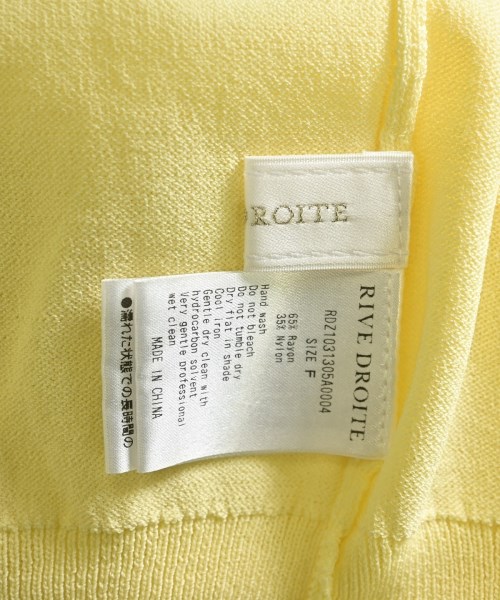 DROITE
RIVE DROITE
RDZ1031305A0004
SIZE F
65% Rayon
35% Nylon
Hand wash
Do not bleach
Do not tumble dry
Dry flat in shade
Cool iron
Gentle dry clean with
hydrocarbon solvent
Very gentle professional
wet clean
MADE IN CHINA
●濡れた状態での長時間の